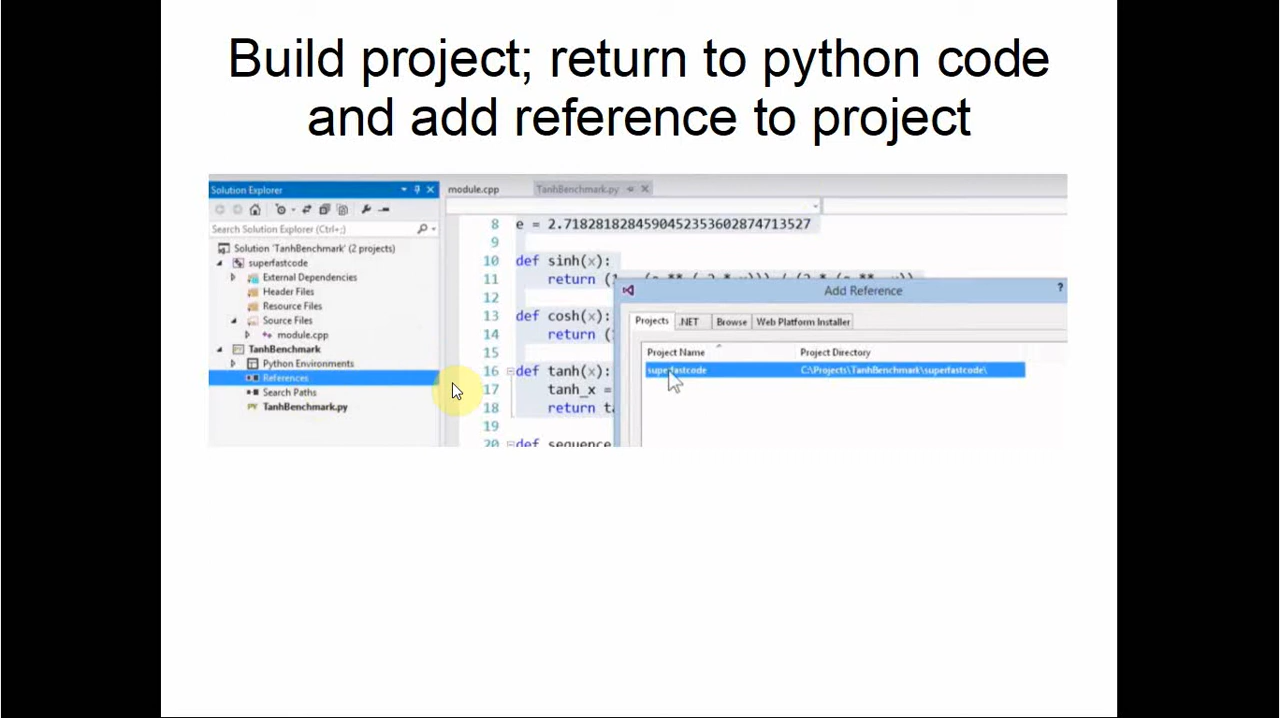 Build project; return to python code
and add reference to project
Solution Explorer
Search Solution Explorer (Ctrl+;)
Solution 'TanhBenchmark' (2 projects)
superfastcode
External Dependencies
Header Files
Resource Files
Source Files
module.cpp
TanhBenchmark
Python Environments
References
Search Paths
TanhBenchmark.py
module.cpp TanhBenchmark.py
8 e = 2.7182818284590452353602874713527
9
10 def sinh(x):
11 return
12
13 def cosh(x):
14 return
15
16 def tanh(x):
17 tanh_x =
18 return
19
20 def sequence
Add Reference ?
Projects .NET Browse Web Platform Installer
Project Name Project Directory
superfastcode C:\Projects\TanhBenchmark\superfastcode\